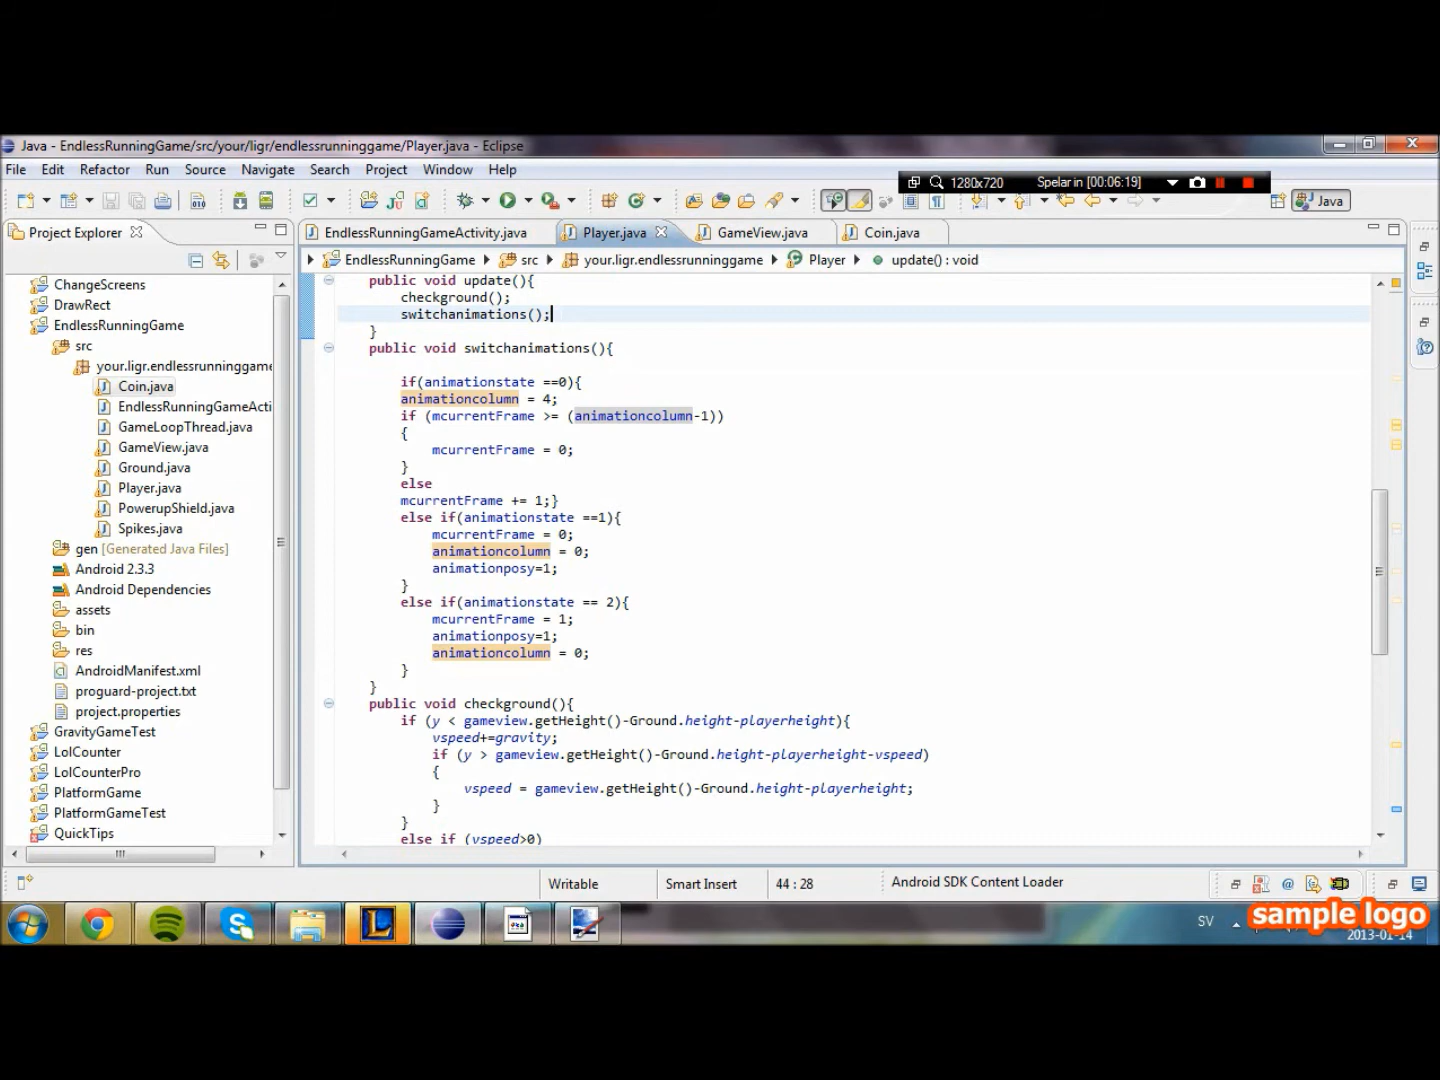 Java - EndlessRunningGame/src/your/ligr/endlessrunninggame/Player.java - Eclipse
File Edit Refactor Run Source Navigate Search Project Window Help
1280x720 Spelar in [00:06:19]
Java
Project Explorer
EndlessRunningGameActivity.java Player.java GameView.java Coin.java
EndlessRunningGame src your.ligr.endlessrunninggame Player update() : void
ChangeScreens
DrawRect
EndlessRunningGame
src
your.ligr.endlessrunninggame
Coin.java
EndlessRunningGameActi
GameLoopThread.java
GameView.java
Ground.java
Player.java
PowerupShield.java
Spikes.java
gen [Generated Java Files]
Android 2.3.3
Android Dependencies
assets
bin
res
AndroidManifest.xml
proguard-project.txt
project.properties
GravityGameTest
LolCounter
LolCounterPro
PlatformGame
PlatformGameTest
QuickTips
public void update(){
checkground();
switchanimations();
}
public void switchanimations(){
if(animationstate ==0){
animationcolumn = 4;
if (mcurrentFrame >= (animationcolumn-1))
{
mcurrentFrame = 0;
}
else
mcurrentFrame += 1;}
else if(animationstate ==1){
mcurrentFrame = 0;
animationcolumn = 0;
animationposy=1;
}
else if(animationstate == 2){
mcurrentFrame = 1;
animationposy=1;
animationcolumn = 0;
}
}
public void checkground(){
if (y < gameview.getHeight()-Ground.height-playerheight){
vspeed+=gravity;
if (y > gameview.getHeight()-Ground.height-playerheight-vspeed)
{
vspeed = gameview.getHeight()-Ground.height-playerheight;
}
}
else if (vspeed>0)
Writable Smart Insert 44 : 28 Android SDK Content Loader
SV
sample logo
2013-01-14